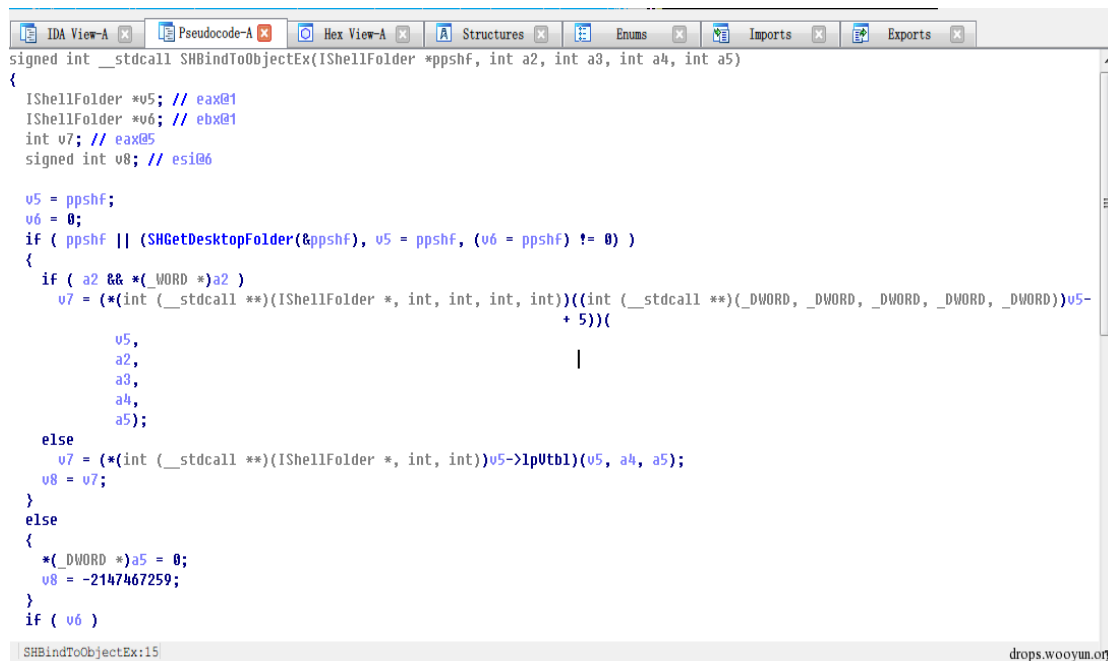 IDA View-A Pseudocode-A Hex View-A Structures Enums Imports Exports
signed int __stdcall SHBindToObjectEx(IShellFolder *ppshf, int a2, int a3, int a4, int a5)
{
IShellFolder *v5; // eax@1
IShellFolder *v6; // ebx@1
int v7; // eax@5
signed int v8; // esi@6
v5 = ppshf;
v6 = 0;
if ( ppshf || (SHGetDesktopFolder(&ppshf), v5 = ppshf, (v6 = ppshf) != 0) )
{
if ( a2 && *(_WORD *)a2 )
v7 = (*(int (__stdcall **)(IShellFolder *, int, int, int, int))((int (__stdcall **)(_DWORD, _DWORD, _DWORD, _DWORD, _DWORD))v5-
+ 5))(
v5,
a2,
a3,
a4,
a5);
else
v7 = (*(int (__stdcall **)(IShellFolder *, int, int))v5->lpVtbl)(v5, a4, a5);
v8 = v7;
}
else
{
*(_DWORD *)a5 = 0;
v8 = -2147467259;
}
if ( v6 )
SHBindToObjectEx:15
drops.wooyun.org